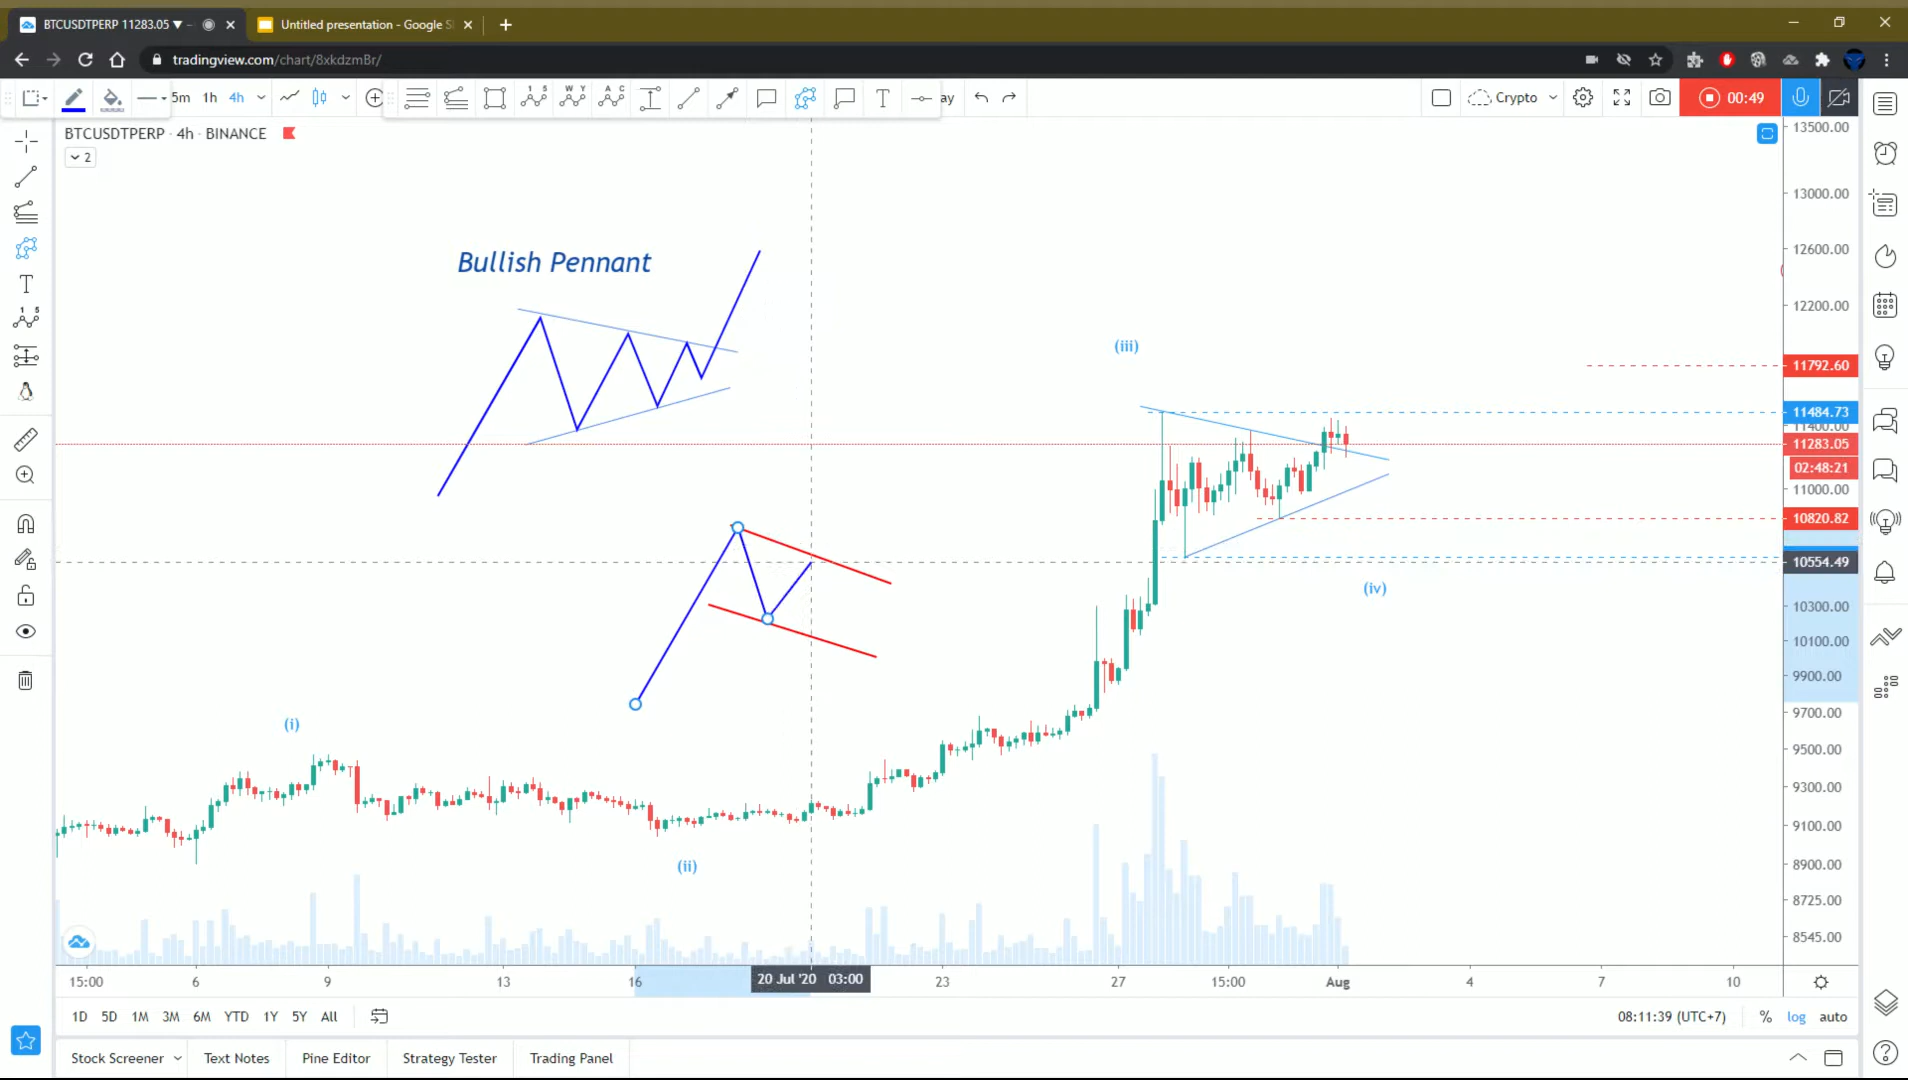 BTCUSDTPERP 11283.05 ▼
Untitled presentation - Google S
tradingview.com/chart/8xkdzmBr/
5m 1h 4h
ay
Crypto
00:49
BTCUSDTPERP · 4h · BINANCE
2
Bullish Pennant
(i)
(ii)
(iii)
(iv)
13500.00
13000.00
12600.00
12200.00
11792.60
11484.73
11400.00
11283.05
02:48:21
11000.00
10820.82
10554.49
10300.00
10100.00
9900.00
9700.00
9500.00
9300.00
9100.00
8900.00
8725.00
8545.00
15:00 6 9 13 16 20 Jul '20 03:00 23 27 15:00 Aug 4 7 10
1D 5D 1M 3M 6M YTD 1Y 5Y All
08:11:39 (UTC+7) % log auto
Stock Screener Text Notes Pine Editor Strategy Tester Trading Panel